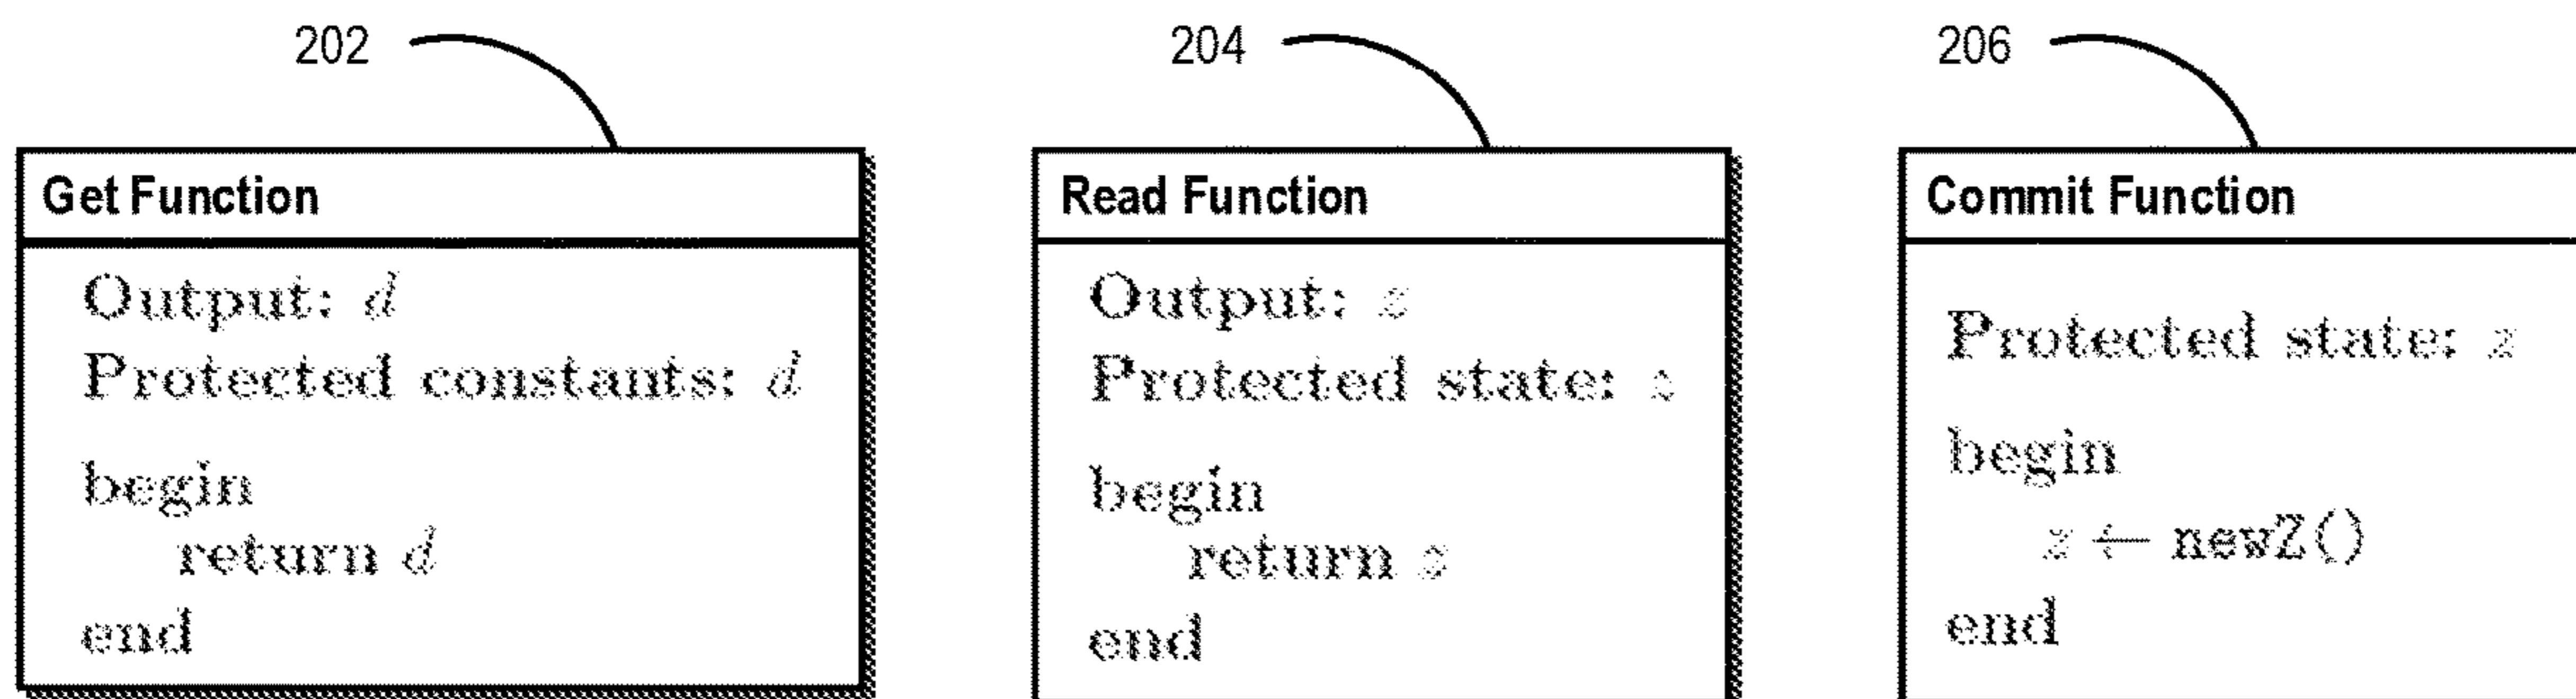 202
204
206
Get Function
Output: d
Protected constants: d
begin
return d
end
Read Function
Output: z
Protected state: z
begin
return z
end
Commit Function
Protected state: z
begin
z ← newZ()
end